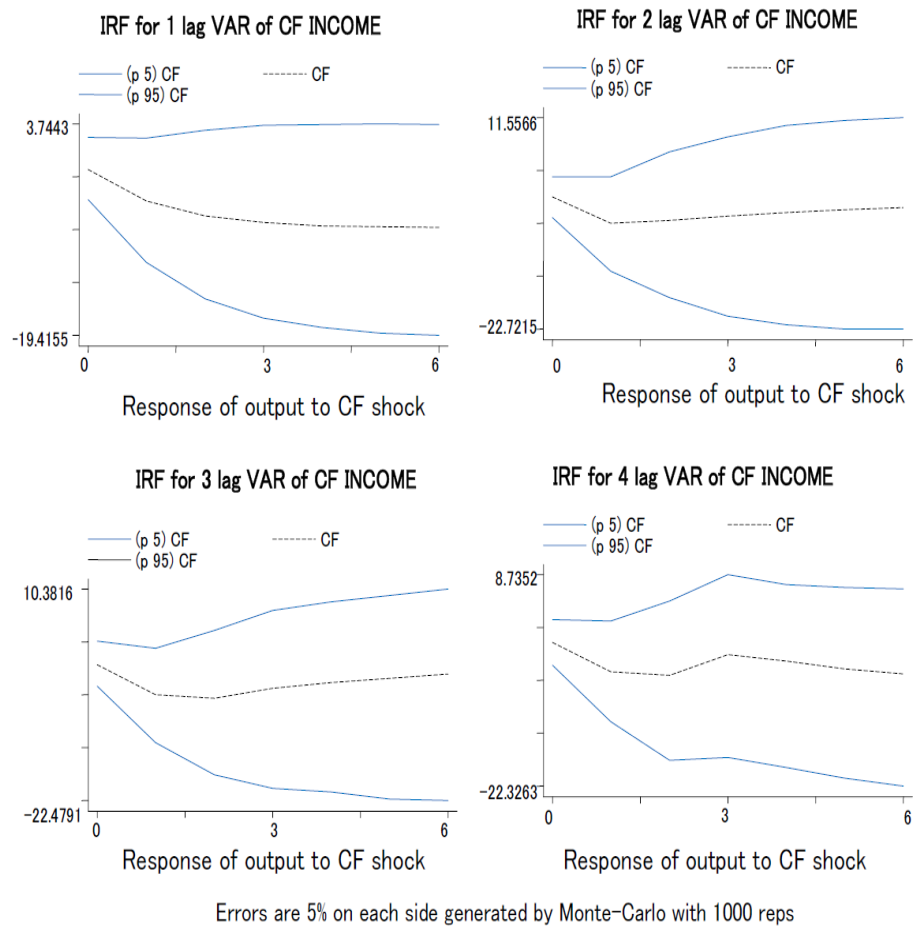 IRF for 1 lag VAR of CF INCOME
(p 5) CF
CF
(p 95) CF
3.7443
-19.4155
0
3
6
Response of output to CF shock
IRF for 2 lag VAR of CF INCOME
(p 5) CF
CF
(p 95) CF
11.5566
-22.7215
0
3
6
Response of output to CF shock
IRF for 3 lag VAR of CF INCOME
(p 5) CF
CF
(p 95) CF
10.3816
-22.4791
0
3
6
Response of output to CF shock
IRF for 4 lag VAR of CF INCOME
(p 5) CF
CF
(p 95) CF
8.7352
-22.3263
0
3
6
Response of output to CF shock
Errors are 5% on each side generated by Monte-Carlo with 1000 reps